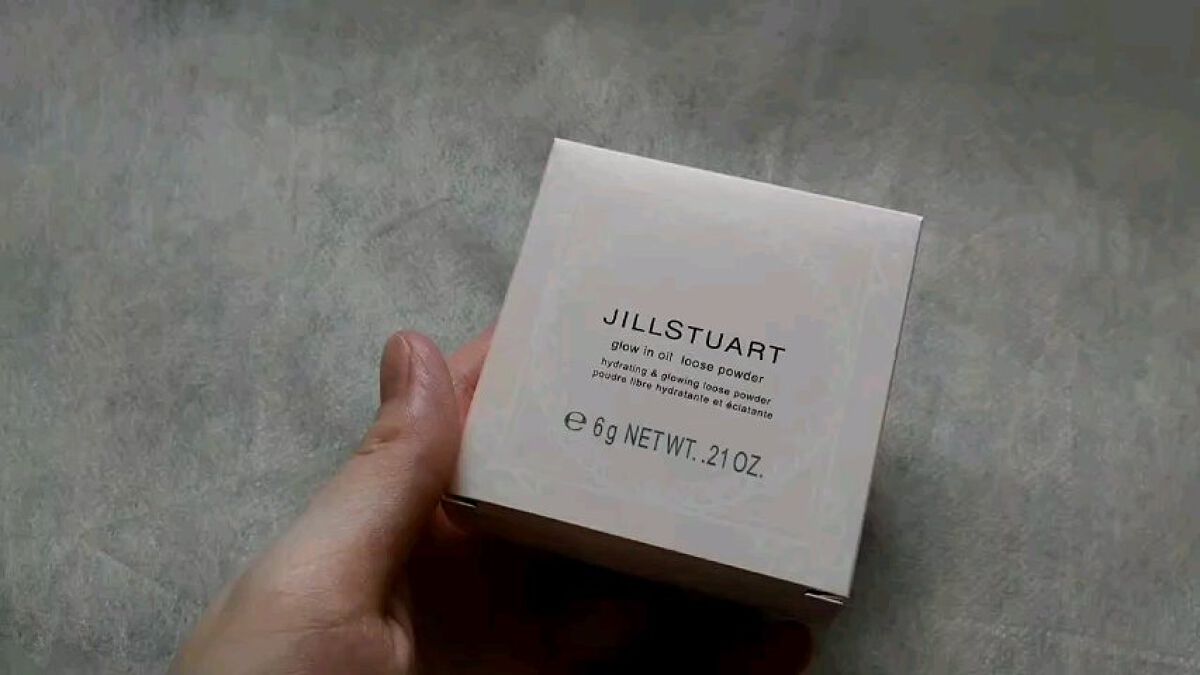 JILLSTUART
glow in oil loose powder
hydrating & glowing loose powder
poudre libre hydratante et éclatante
℮ 6g NET WT. .21 OZ.